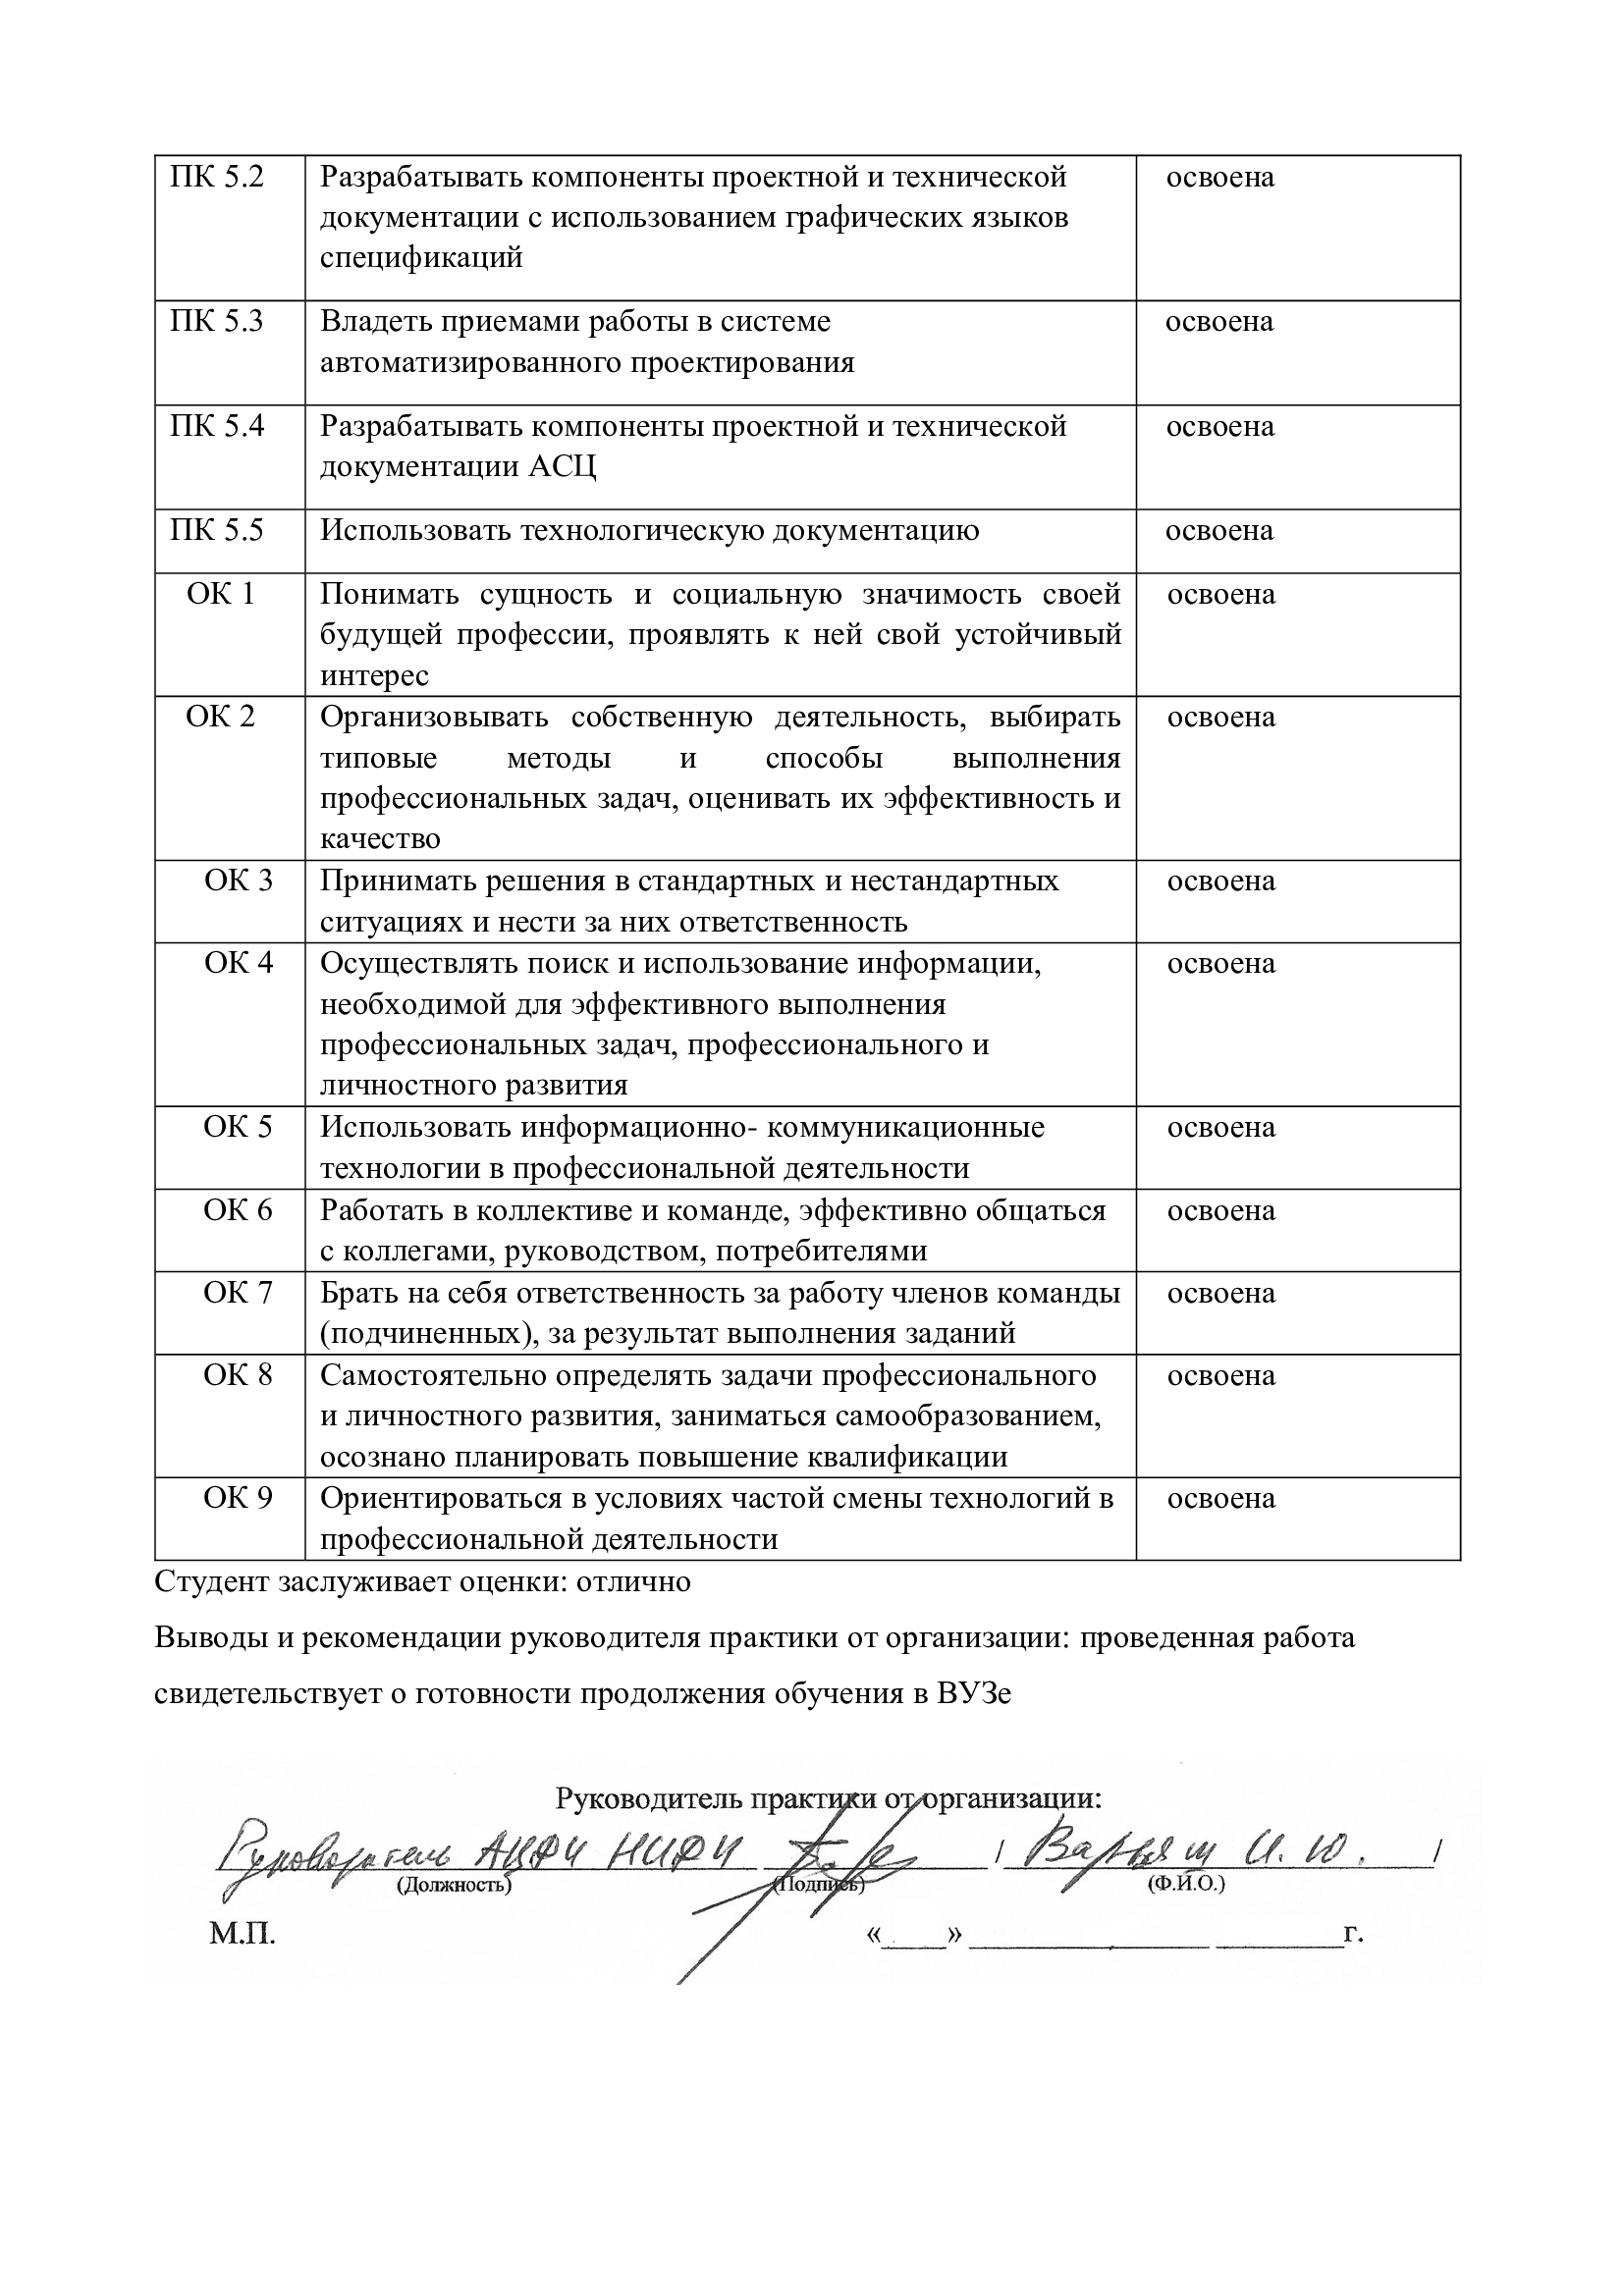 ПК 5.2 Разрабатывать компоненты проектной и технической освоена
документации с использованием графических языков
спецификаций
ПК 5.3 Владеть приемами работы в системе освоена
автоматизированного проектирования
ПК 5.4 Разрабатывать компоненты проектной и технической освоена
документации АСЦ
ПК 5.5 Использовать технологическую документацию освоена
ОК 1 Понимать сущность и социальную значимость своей освоена
будущей профессии, проявлять к ней свой устойчивый
интерес
ОК 2 Организовывать собственную деятельность, выбирать освоена
типовые методы и способы выполнения
профессиональных задач, оценивать их эффективность и
качество
ОК 3 Принимать решения в стандартных и нестандартных освоена
ситуациях и нести за них ответственность
ОК 4 Осуществлять поиск и использование информации, освоена
необходимой для эффективного выполнения
профессиональных задач, профессионального и
личностного развития
ОК 5 Использовать информационно- коммуникационные освоена
технологии в профессиональной деятельности
ОК 6 Работать в коллективе и команде, эффективно общаться освоена
с коллегами, руководством, потребителями
ОК 7 Брать на себя ответственность за работу членов команды освоена
(подчиненных), за результат выполнения заданий
ОК 8 Самостоятельно определять задачи профессионального освоена
и личностного развития, заниматься самообразованием,
осознано планировать повышение квалификации
ОК 9 Ориентироваться в условиях частой смены технологий в освоена
профессиональной деятельности
Студент заслуживает оценки: отлично
Выводы и рекомендации руководителя практики от организации: проведенная работа
свидетельствует о готовности продолжения обучения в ВУЗе
Руководитель практики от организации:
Руководитель АЦФИ НИФИ / Варьяш И. Ю. /
(Должность) (Подпись) (Ф.И.О.)
М.П. «____» _______________ ________г.